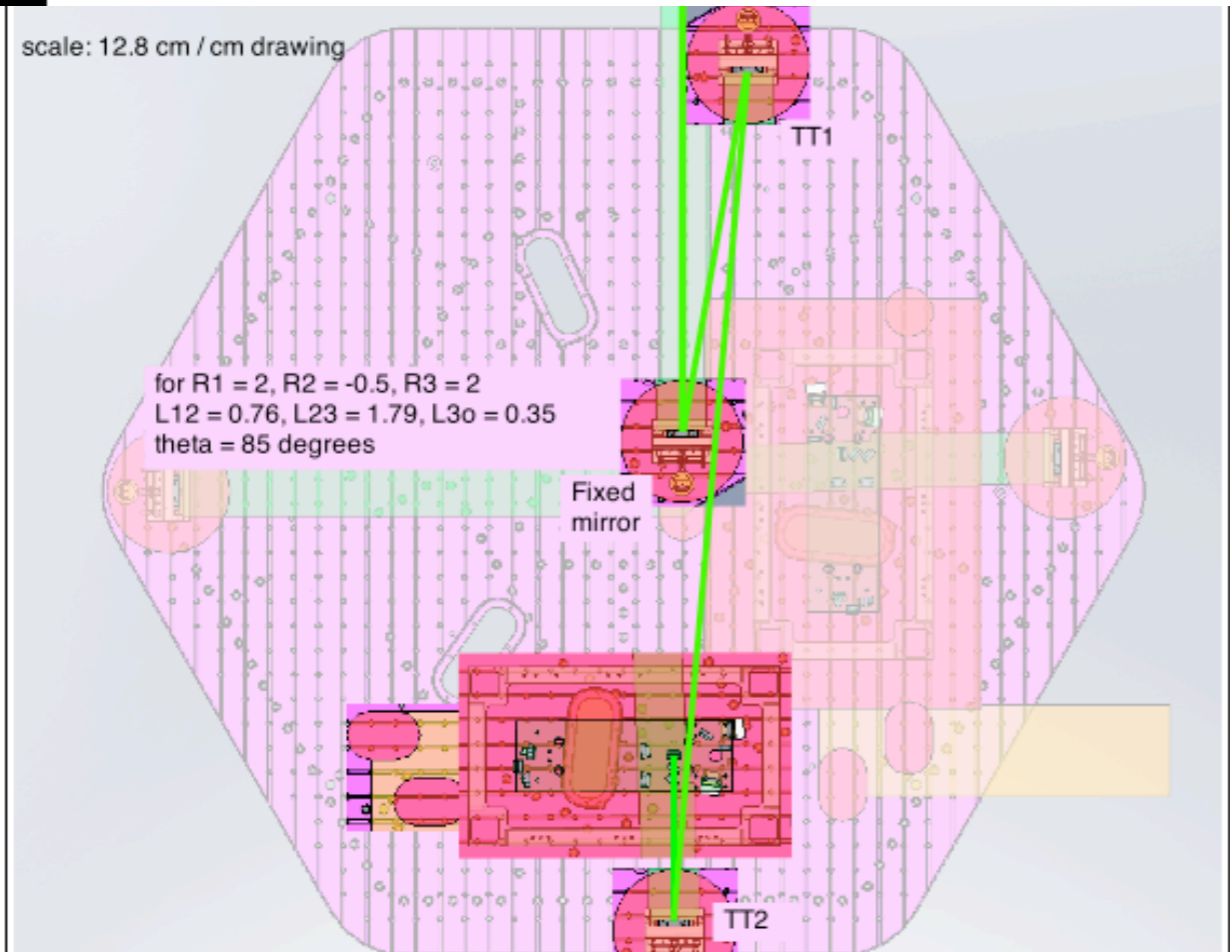 scale: 12.8 cm / cm drawing
TT1
for R1 = 2, R2 = -0.5, R3 = 2
L12 = 0.76, L23 = 1.79, L3o = 0.35
theta = 85 degrees
Fixed
mirror
TT2